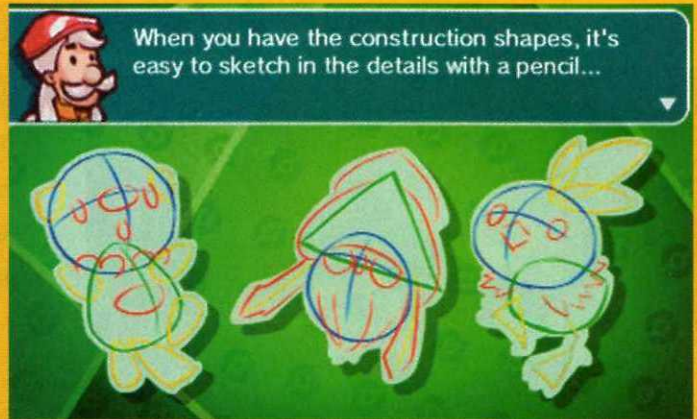 When you have the construction shapes, it's
easy to sketch in the details with a pencil...